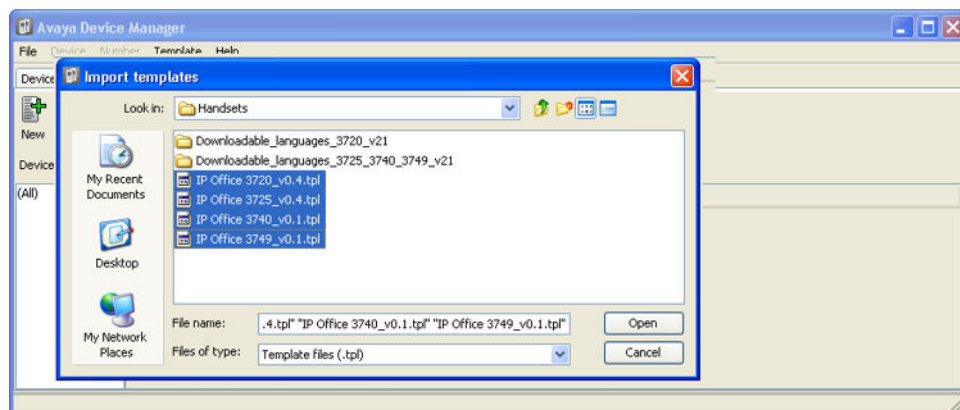 Avaya Device Manager
File Device Number Template Help
Device
Import templates
Look in: Handsets
New
Device
(All)
My Recent Documents
Desktop
My Network Places
Downloadable_languages_3720_v21
Downloadable_languages_3725_3740_3749_v21
IP Office 3720_v0.4.tpl
IP Office 3725_v0.4.tpl
IP Office 3740_v0.1.tpl
IP Office 3749_v0.1.tpl
File name: .4.tpl" "IP Office 3740_v0.1.tpl" "IP Office 3749_v0.1.tpl" Open
Files of type: Template files (.tpl) Cancel